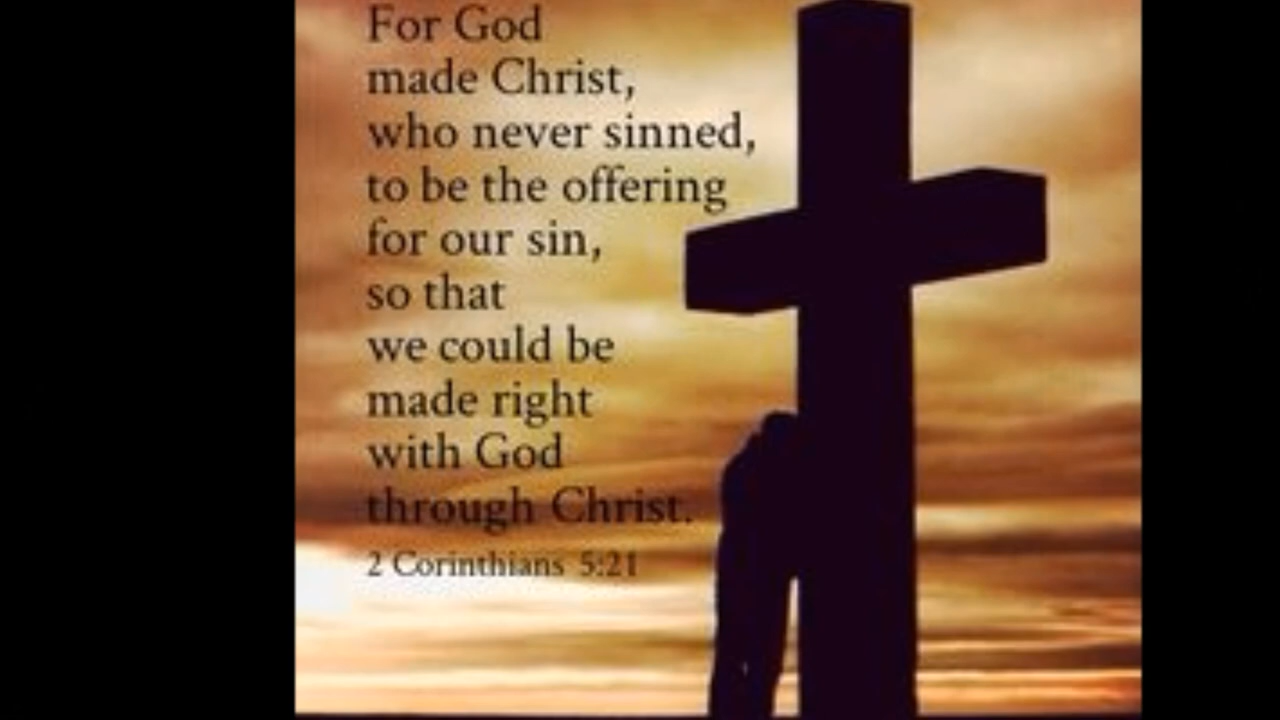 For God
made Christ,
who never sinned,
to be the offering
for our sin,
so that
we could be
made right
with God
through Christ.
2 Corinthians 5:21